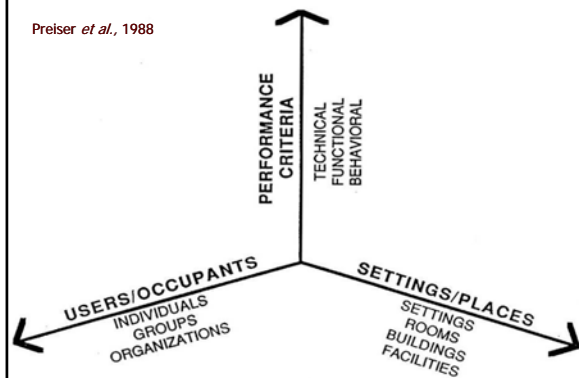 Preiser et al., 1988
PERFORMANCE
CRITERIA
TECHNICAL
FUNCTIONAL
BEHAVIORAL
USERS/OCCUPANTS
INDIVIDUALS
GROUPS
ORGANIZATIONS
SETTINGS/PLACES
SETTINGS
ROOMS
BUILDINGS
FACILITIES